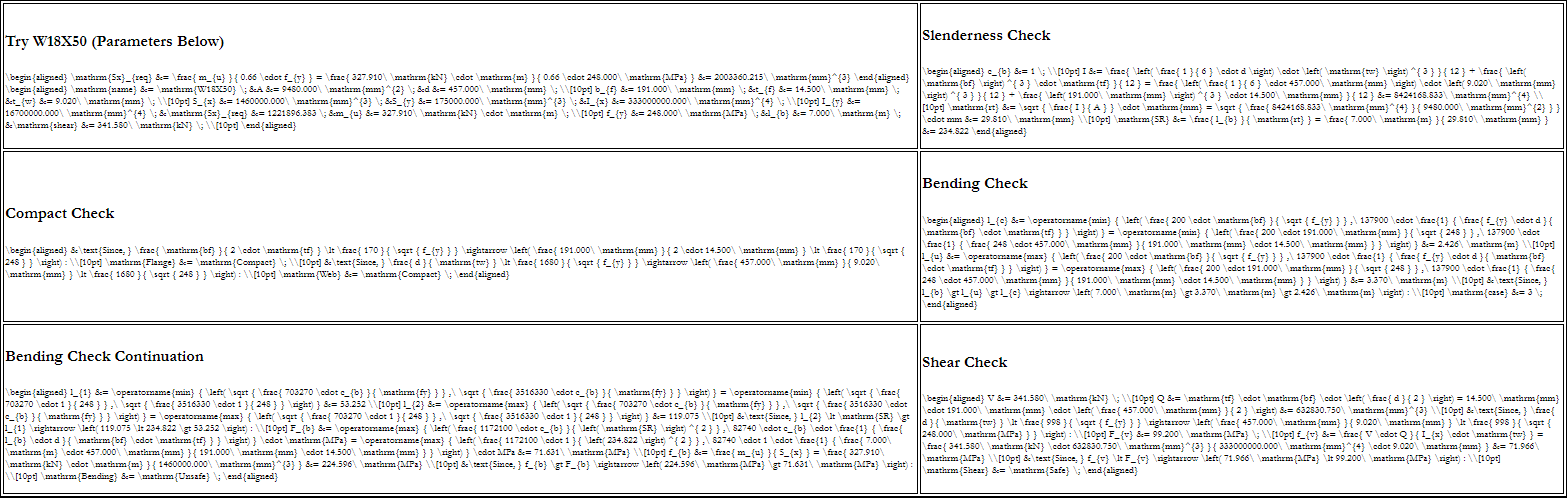 Try W18X50 (Parameters Below)
\begin{aligned} \mathrm{Sx}_{req} &= \frac{ m_{u} }{ 0.66 \cdot f_{y} } = \frac{ 327.910\ \mathrm{kN} \cdot \mathrm{m} }{ 0.66 \cdot 248.000\ \mathrm{MPa} } &= 2003360.215\ \mathrm{mm}^{3} \end{aligned}
\begin{aligned} \mathrm{name} &= \mathrm{W18X50} \; &A &= 9480.000\ \mathrm{mm}^{2} \; &d &= 457.000\ \mathrm{mm} \; \\[10pt] b_{f} &= 191.000\ \mathrm{mm} \; &t_{f} &= 14.500\ \mathrm{mm} \;
&t_{w} &= 9.020\ \mathrm{mm} \; \\[10pt] S_{x} &= 1460000.000\ \mathrm{mm}^{3} \; &S_{y} &= 175000.000\ \mathrm{mm}^{3} \; &I_{x} &= 333000000.000\ \mathrm{mm}^{4} \; \\[10pt] I_{y} &=
16700000.000\ \mathrm{mm}^{4} \; &\mathrm{Sx}_{req} &= 1221896.383 \; &m_{u} &= 327.910\ \mathrm{kN} \cdot \mathrm{m} \; \\[10pt] f_{y} &= 248.000\ \mathrm{MPa} \; &l_{b} &= 7.000\ \mathrm{m} \;
&\mathrm{shear} &= 341.580\ \mathrm{kN} \; \\[10pt] \end{aligned}
Slenderness Check
\begin{aligned} c_{b} &= 1 \; \\[10pt] I &= \frac{ \left( \frac{ 1 }{ 6 } \cdot d \right) \cdot \left( \mathrm{tw} \right) ^{ 3 } }{ 12 } + \frac{ \left(
\mathrm{bf} \right) ^{ 3 } \cdot \mathrm{tf} }{ 12 } = \frac{ \left( \frac{ 1 }{ 6 } \cdot 457.000\ \mathrm{mm} \right) \cdot \left( 9.020\ \mathrm{mm}
\right) ^{ 3 } }{ 12 } + \frac{ \left( 191.000\ \mathrm{mm} \right) ^{ 3 } \cdot 14.500\ \mathrm{mm} }{ 12 } &= 8424168.833\ \mathrm{mm}^{4} \\
[10pt] \mathrm{rt} &= \sqrt { \frac{ I }{ A } } \cdot \mathrm{mm} = \sqrt { \frac{ 8424168.833\ \mathrm{mm}^{4} }{ 9480.000\ \mathrm{mm}^{2} } }
\cdot mm &= 29.810\ \mathrm{mm} \\[10pt] \mathrm{SR} &= \frac{ l_{b} }{ \mathrm{rt} } = \frac{ 7.000\ \mathrm{m} }{ 29.810\ \mathrm{mm} }
&= 234.822 \end{aligned}
Compact Check
\begin{aligned} &\text{Since, } \frac{ \mathrm{bf} }{ 2 \cdot \mathrm{tf} } \lt \frac{ 170 }{ \sqrt { f_{y} } } \rightarrow \left( \frac{ 191.000\ \mathrm{mm} }{ 2 \cdot 14.500\ \mathrm{mm} } \lt \frac{ 170 }{ \sqrt {
248 } } \right) : \\[10pt] \mathrm{Flange} &= \mathrm{Compact} \; \\[10pt] &\text{Since, } \frac{ d }{ \mathrm{tw} } \lt \frac{ 1680 }{ \sqrt { f_{y} } } \rightarrow \left( \frac{ 457.000\ \mathrm{mm} }{ 9.020\
\mathrm{mm} } \lt \frac{ 1680 }{ \sqrt { 248 } } \right) : \\[10pt] \mathrm{Web} &= \mathrm{Compact} \; \end{aligned}
Bending Check
\begin{aligned} l_{c} &= \operatorname{min} { \left( \frac{ 200 \cdot \mathrm{bf} }{ \sqrt { f_{y} } } ,\ 137900 \cdot \frac{1} { \frac{ f_{y} \cdot d }{
\mathrm{bf} \cdot \mathrm{tf} } } \right) } = \operatorname{min} { \left( \frac{ 200 \cdot 191.000\ \mathrm{mm} }{ \sqrt { 248 } } ,\ 137900
\cdot \frac{1} { \frac{ 248 \cdot 457.000\ \mathrm{mm} }{ 191.000\ \mathrm{mm} \cdot 14.500\ \mathrm{mm} } } \right) } &= 2.426\ \mathrm{m} \\[10pt]
l_{u} &= \operatorname{max} { \left( \frac{ 200 \cdot \mathrm{bf} }{ \sqrt { f_{y} } } ,\ 137900 \cdot \frac{1} { \frac{ f_{y} \cdot d }{ \mathrm{bf}
\cdot \mathrm{tf} } } \right) } = \operatorname{max} { \left( \frac{ 200 \cdot 191.000\ \mathrm{mm} }{ \sqrt { 248 } } ,\ 137900 \cdot \frac{1} { \frac{
248 \cdot 457.000\ \mathrm{mm} }{ 191.000\ \mathrm{mm} \cdot 14.500\ \mathrm{mm} } } \right) } &= 3.370\ \mathrm{m} \\[10pt] &\text{Since, }
l_{b} \gt l_{u} \gt l_{c} \rightarrow \left( 7.000\ \mathrm{m} \gt 3.370\ \mathrm{m} \gt 2.426\ \mathrm{m} \right) : \\[10pt] \mathrm{case} &= 3 \;
\end{aligned}
Bending Check Continuation
\begin{aligned} l_{1} &= \operatorname{min} { \left( \sqrt { \frac{ 703270 \cdot c_{b} }{ \mathrm{fy} } } ,\ \sqrt { \frac{ 3516330 \cdot c_{b} }{ \mathrm{fy} } } \right) } = \operatorname{min} { \left( \sqrt { \frac{
703270 \cdot 1 }{ 248 } } ,\ \sqrt { \frac{ 3516330 \cdot 1 }{ 248 } } \right) } &= 53.252 \\[10pt] l_{2} &= \operatorname{max} { \left( \sqrt { \frac{ 703270 \cdot c_{b} }{ \mathrm{fy} } } ,\ \sqrt { \frac{ 3516330 \cdot
c_{b} }{ \mathrm{fy} } } \right) } = \operatorname{max} { \left( \sqrt { \frac{ 703270 \cdot 1 }{ 248 } } ,\ \sqrt { \frac{ 3516330 \cdot 1 }{ 248 } } \right) } &= 119.075 \\[10pt] &\text{Since, } l_{2} \lt \mathrm{SR} \gt
l_{1} \rightarrow \left( 119.075 \lt 234.822 \gt 53.252 \right) : \\[10pt] F_{b} &= \operatorname{max} { \left( \frac{ 1172100 \cdot c_{b} }{ \left( \mathrm{SR} \right) ^{ 2 } } ,\ 82740 \cdot c_{b} \cdot \frac{1} { \frac{
l_{b} \cdot d }{ \mathrm{bf} \cdot \mathrm{tf} } } \right) } \cdot \mathrm{MPa} = \operatorname{max} { \left( \frac{ 1172100 \cdot 1 }{ \left( 234.822 \right) ^{ 2 } } ,\ 82740 \cdot 1 \cdot \frac{1} { \frac{ 7.000\
\mathrm{m} \cdot 457.000\ \mathrm{mm} }{ 191.000\ \mathrm{mm} \cdot 14.500\ \mathrm{mm} } } \right) } \cdot MPa &= 71.631\ \mathrm{MPa} \\[10pt] f_{b} &= \frac{ m_{u} }{ S_{x} } = \frac{ 327.910\
\mathrm{kN} \cdot \mathrm{m} }{ 1460000.000\ \mathrm{mm}^{3} } &= 224.596\ \mathrm{MPa} \\[10pt] &\text{Since, } f_{b} \gt F_{b} \rightarrow \left( 224.596\ \mathrm{MPa} \gt 71.631\ \mathrm{MPa} \right) :
\\[10pt] \mathrm{Bending} &= \mathrm{Unsafe} \; \end{aligned}
Shear Check
\begin{aligned} V &= 341.580\ \mathrm{kN} \; \\[10pt] Q &= \mathrm{tf} \cdot \mathrm{bf} \cdot \left( \frac{ d }{ 2 } \right) = 14.500\ \mathrm{mm}
\cdot 191.000\ \mathrm{mm} \cdot \left( \frac{ 457.000\ \mathrm{mm} }{ 2 } \right) &= 632830.750\ \mathrm{mm}^{3} \\[10pt] &\text{Since, } \frac{
d }{ \mathrm{tw} } \lt \frac{ 998 }{ \sqrt { f_{y} } } \rightarrow \left( \frac{ 457.000\ \mathrm{mm} }{ 9.020\ \mathrm{mm} } \lt \frac{ 998 }{ \sqrt {
248.000\ \mathrm{MPa} } } \right) : \\[10pt] F_{v} &= 99.200\ \mathrm{MPa} \; \\[10pt] f_{v} &= \frac{ V \cdot Q }{ I_{x} \cdot \mathrm{tw} } =
\frac{ 341.580\ \mathrm{kN} \cdot 632830.750\ \mathrm{mm}^{3} }{ 333000000.000\ \mathrm{mm}^{4} \cdot 9.020\ \mathrm{mm} } &= 71.966\
\mathrm{MPa} \\[10pt] &\text{Since, } f_{v} \lt F_{v} \rightarrow \left( 71.966\ \mathrm{MPa} \lt 99.200\ \mathrm{MPa} \right) : \\[10pt]
\mathrm{Shear} &= \mathrm{Safe} \; \end{aligned}